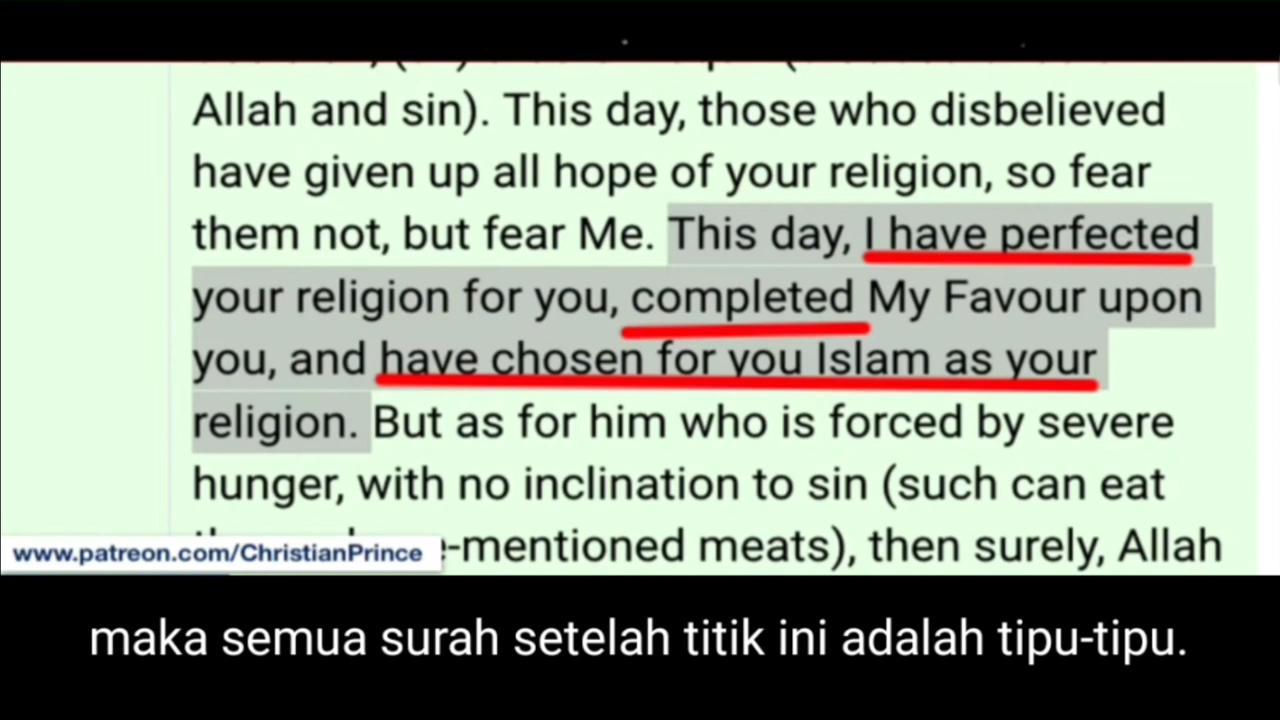 Allah and sin). This day, those who disbelieved
have given up all hope of your religion, so fear
them not, but fear Me. This day, I have perfected
your religion for you, completed My Favour upon
you, and have chosen for you Islam as your
religion. But as for him who is forced by severe
hunger, with no inclination to sin (such can eat
-mentioned meats), then surely, Allah
www.patreon.com/ChristianPrince
maka semua surah setelah titik ini adalah tipu-tipu.